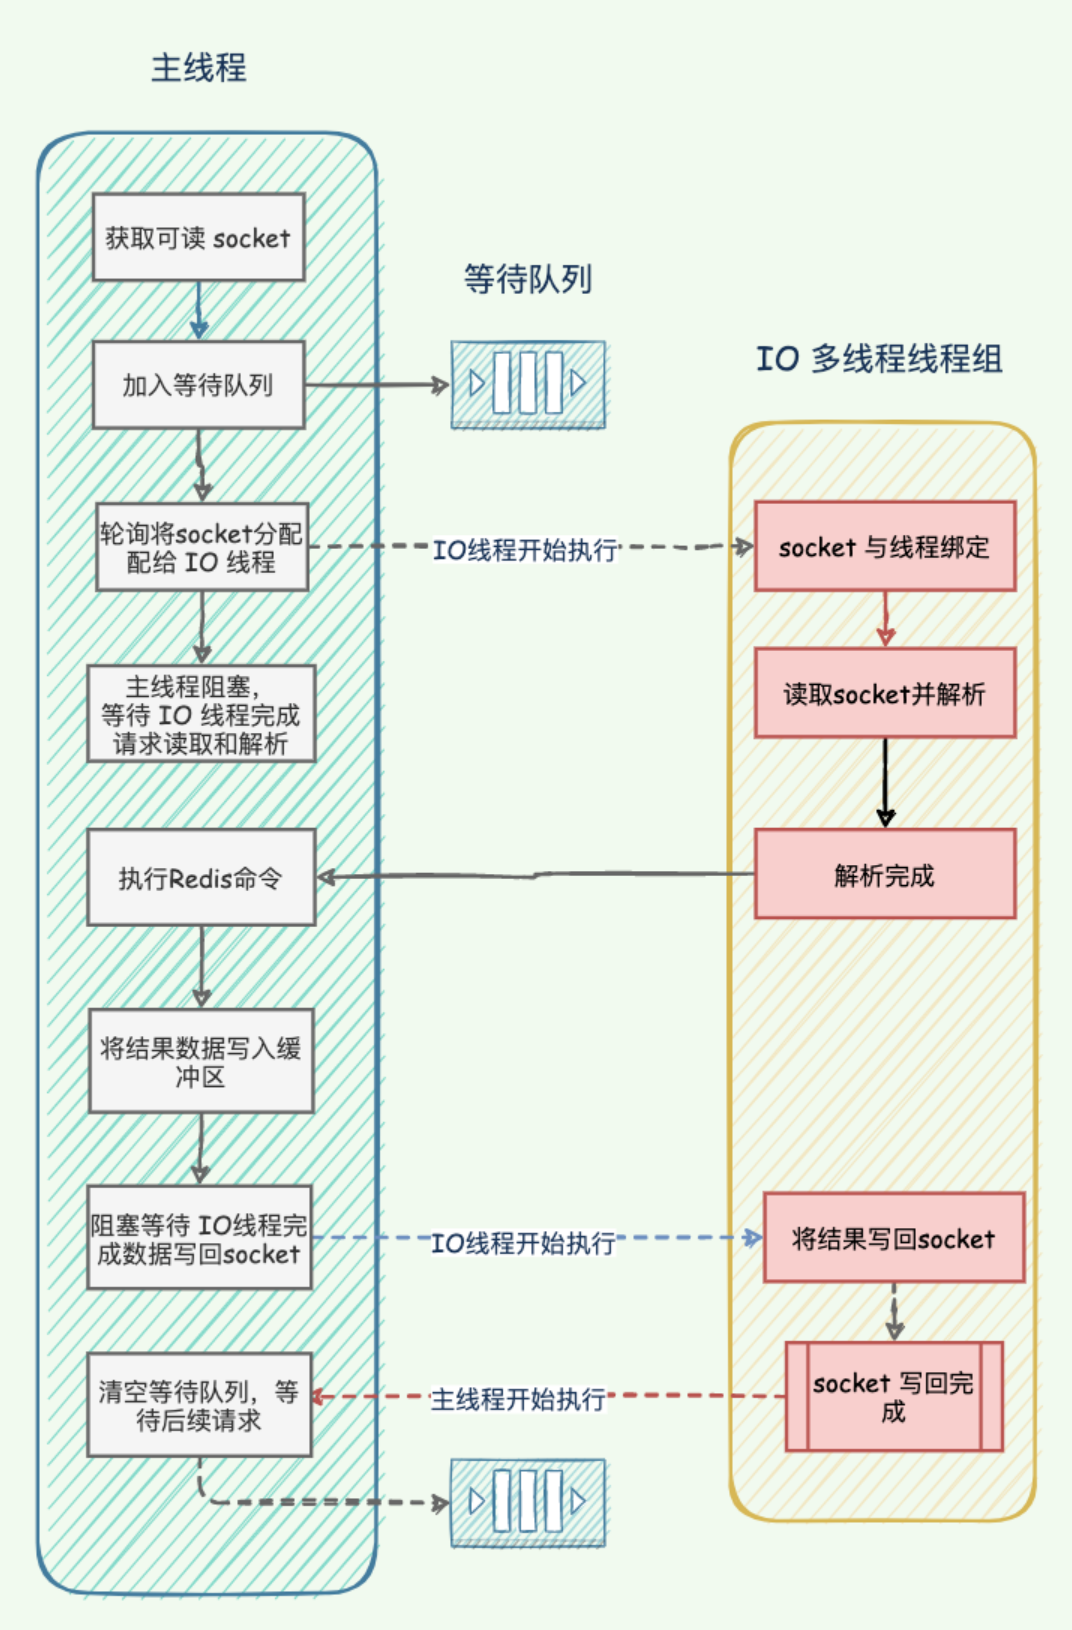 主线程
获取可读 socket
等待队列
加入等待队列
IO 多线程线程组
轮询将socket分配
配给 IO 线程
IO线程开始执行
socket 与线程绑定
主线程阻塞，
等待 IO 线程完成
请求读取和解析
读取socket并解析
执行Redis命令
解析完成
将结果数据写入缓
冲区
阻塞等待 IO线程完
成数据写回socket
IO线程开始执行
将结果写回socket
清空等待队列，等
待后续请求
主线程开始执行
socket 写回完
成